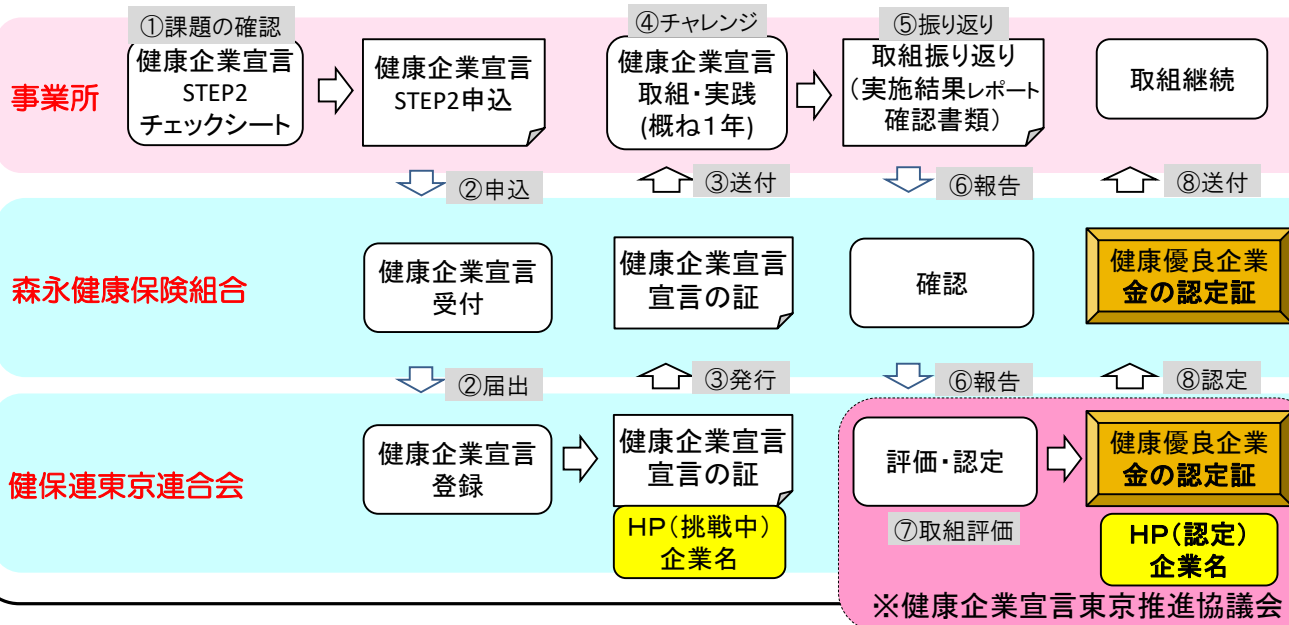 ①課題の確認
健康企業宣言
STEP2
チェックシート
健康企業宣言
STEP2申込
④チャレンジ
健康企業宣言
取組・実践
(概ね1年)
⑤振り返り
取組振り返り
(実施結果レポート
確認書類)
取組継続
事業所
②申込
③送付
⑥報告
⑧送付
森永健康保険組合
健康企業宣言
受付
健康企業宣言
宣言の証
確認
健康優良企業
金の認定証
②届出
③発行
⑥報告
⑧認定
健保連東京連合会
健康企業宣言
登録
健康企業宣言
宣言の証
HP(挑戦中)
企業名
評価・認定
⑦取組評価
健康優良企業
金の認定証
HP(認定)
企業名
※健康企業宣言東京推進協議会